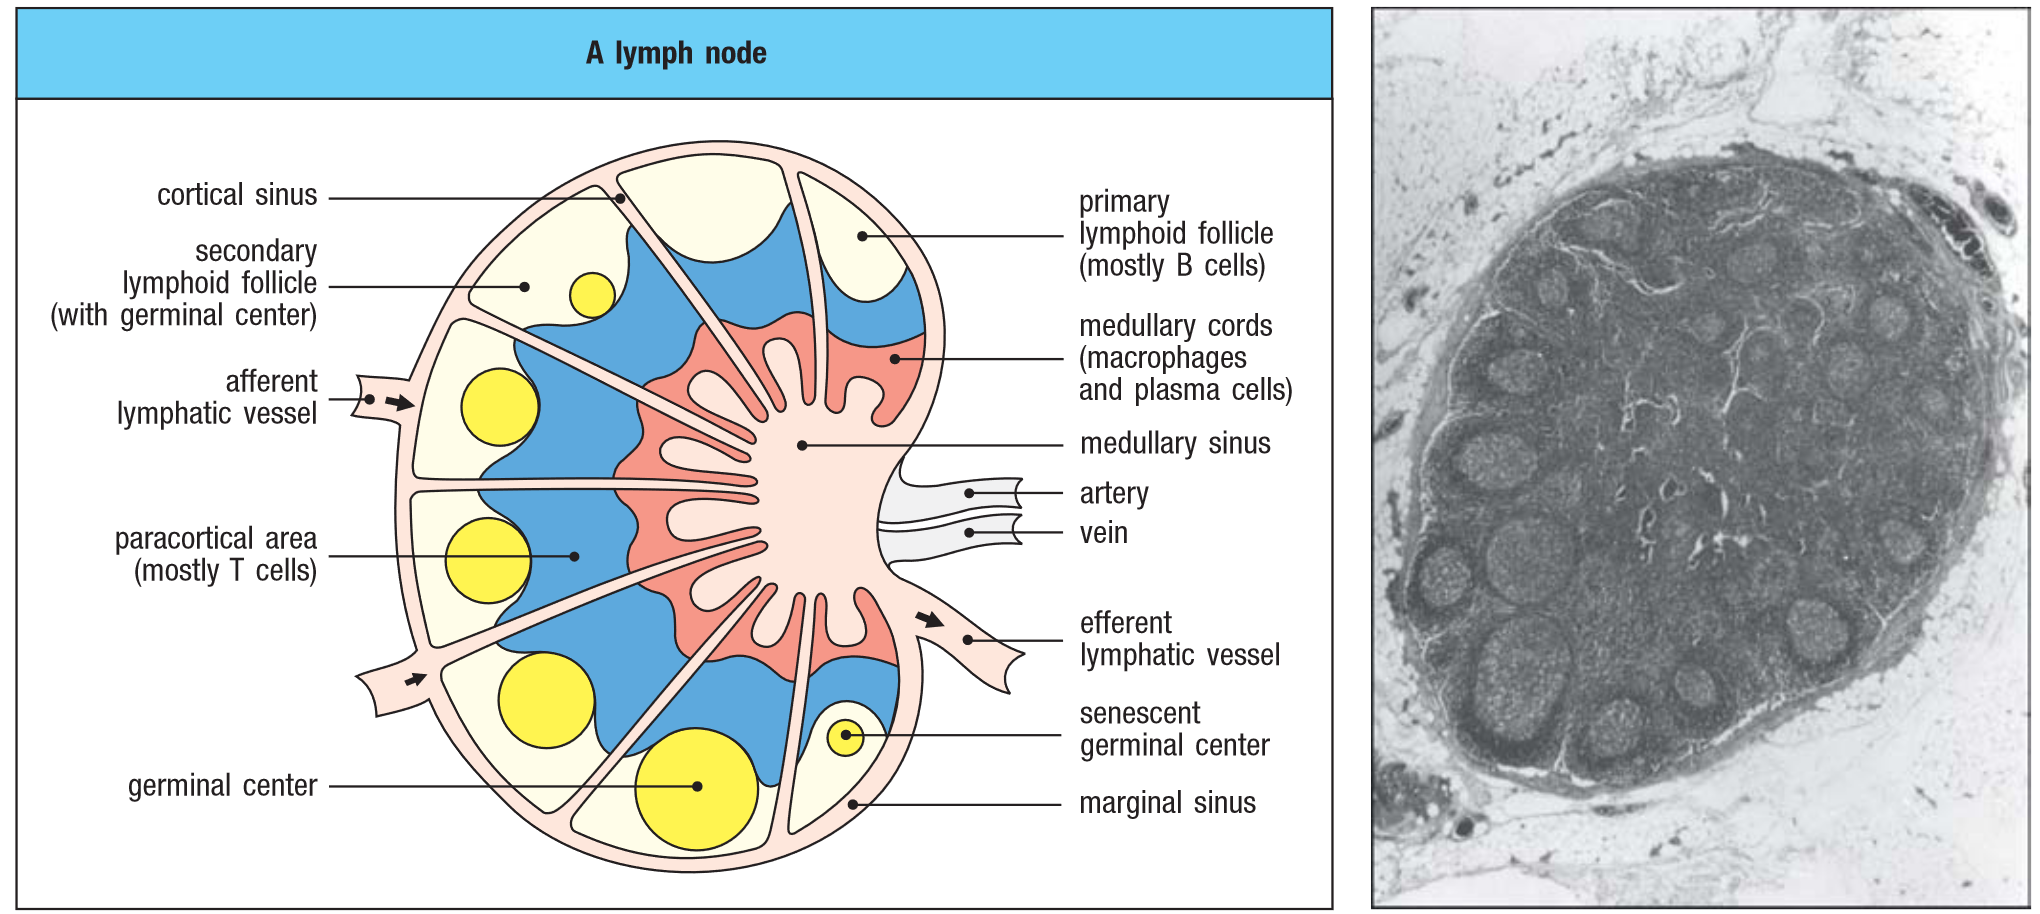 A lymph node
cortical sinus
secondary
lymphoid follicle
(with germinal center)
afferent
lymphatic vessel
paracortical area
(mostly T cells)
germinal center
primary
lymphoid follicle
(mostly B cells)
medullary cords
(macrophages
and plasma cells)
medullary sinus
artery
vein
efferent
lymphatic vessel
senescent
germinal center
marginal sinus